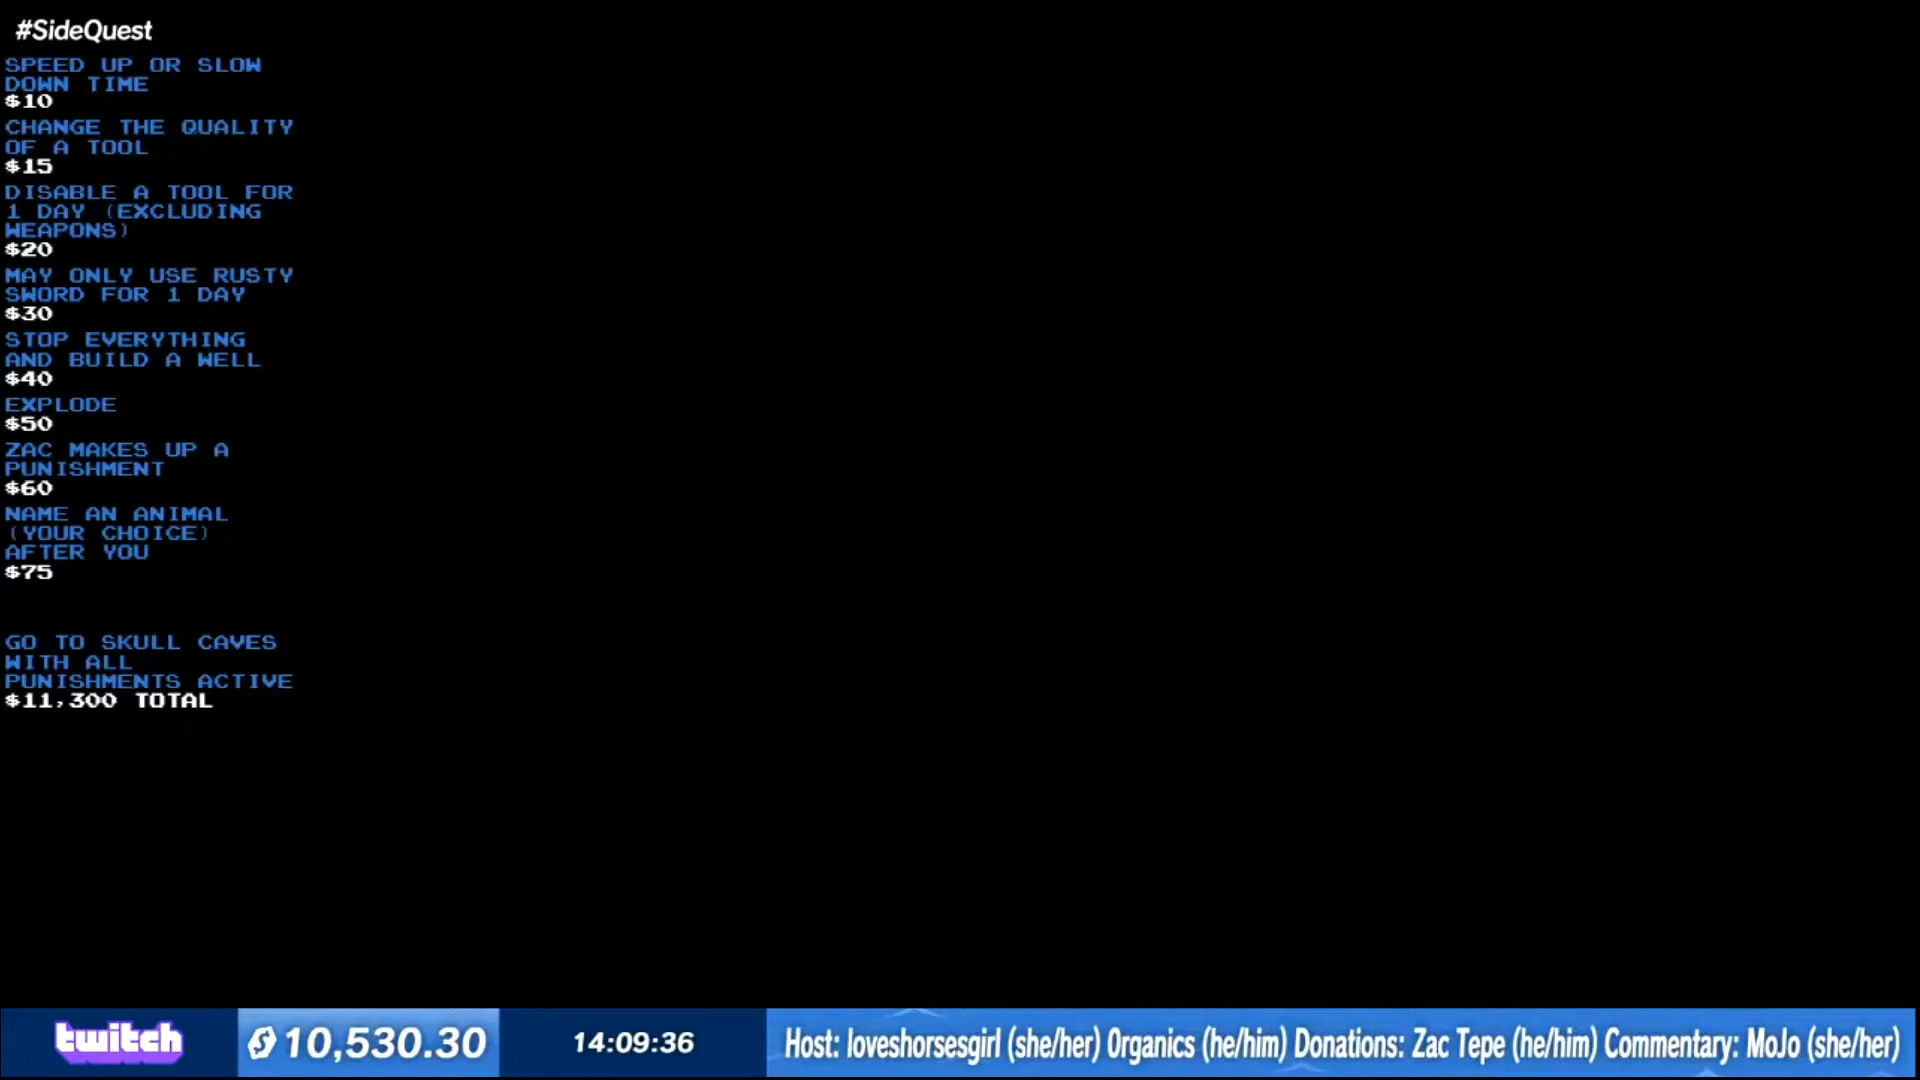 #SideQuest
SPEED UP OR SLOW
DOWN TIME
$10
CHANGE THE QUALITY
OF A TOOL
$15
DISABLE A TOOL FOR
1 DAY (EXCLUDING
WEAPONS)
$20
MAY ONLY USE RUSTY
SWORD FOR 1 DAY
$30
STOP EVERYTHING
AND BUILD A WELL
$40
EXPLODE
$50
ZAC MAKES UP A
PUNISHMENT
$60
NAME AN ANIMAL
(YOUR CHOICE)
AFTER YOU
$75
GO TO SKULL CAVES
WITH ALL
PUNISHMENTS ACTIVE
$11,300 TOTAL
twitch
10,530.30
14:09:36
Host: loveshorsesgirl (she/her) Organics (he/him) Donations: Zac Tepe (he/him) Commentary: MoJo (she/her)